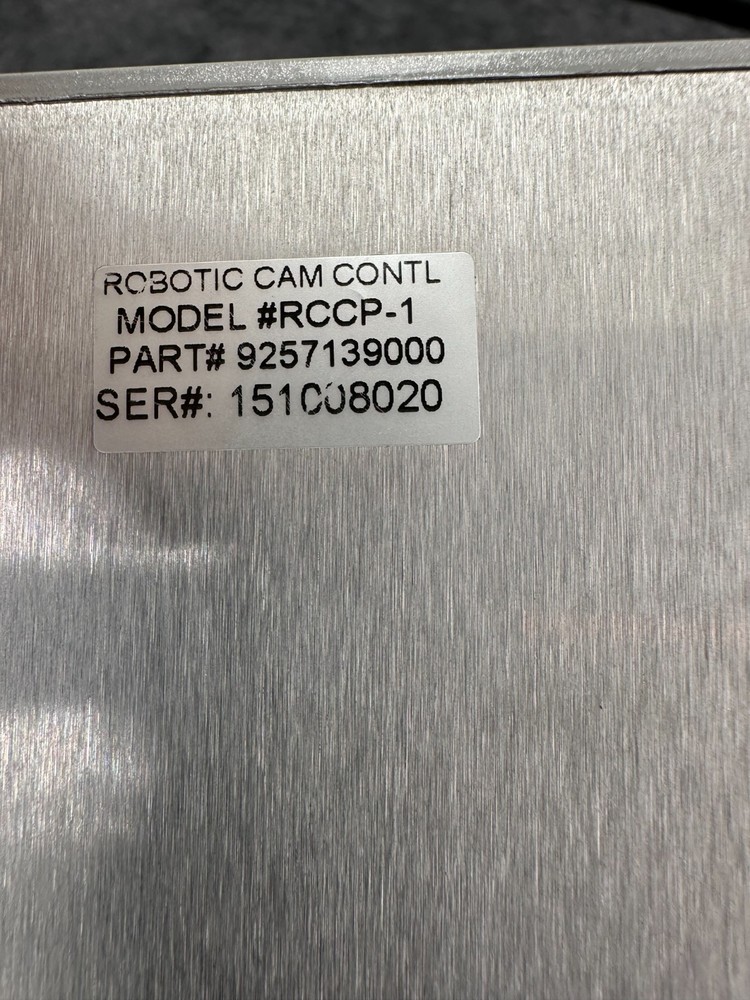 ROBOTIC CAM CONTL
MODEL #RCCP-1
PART# 9257139000
SER#: 151008020